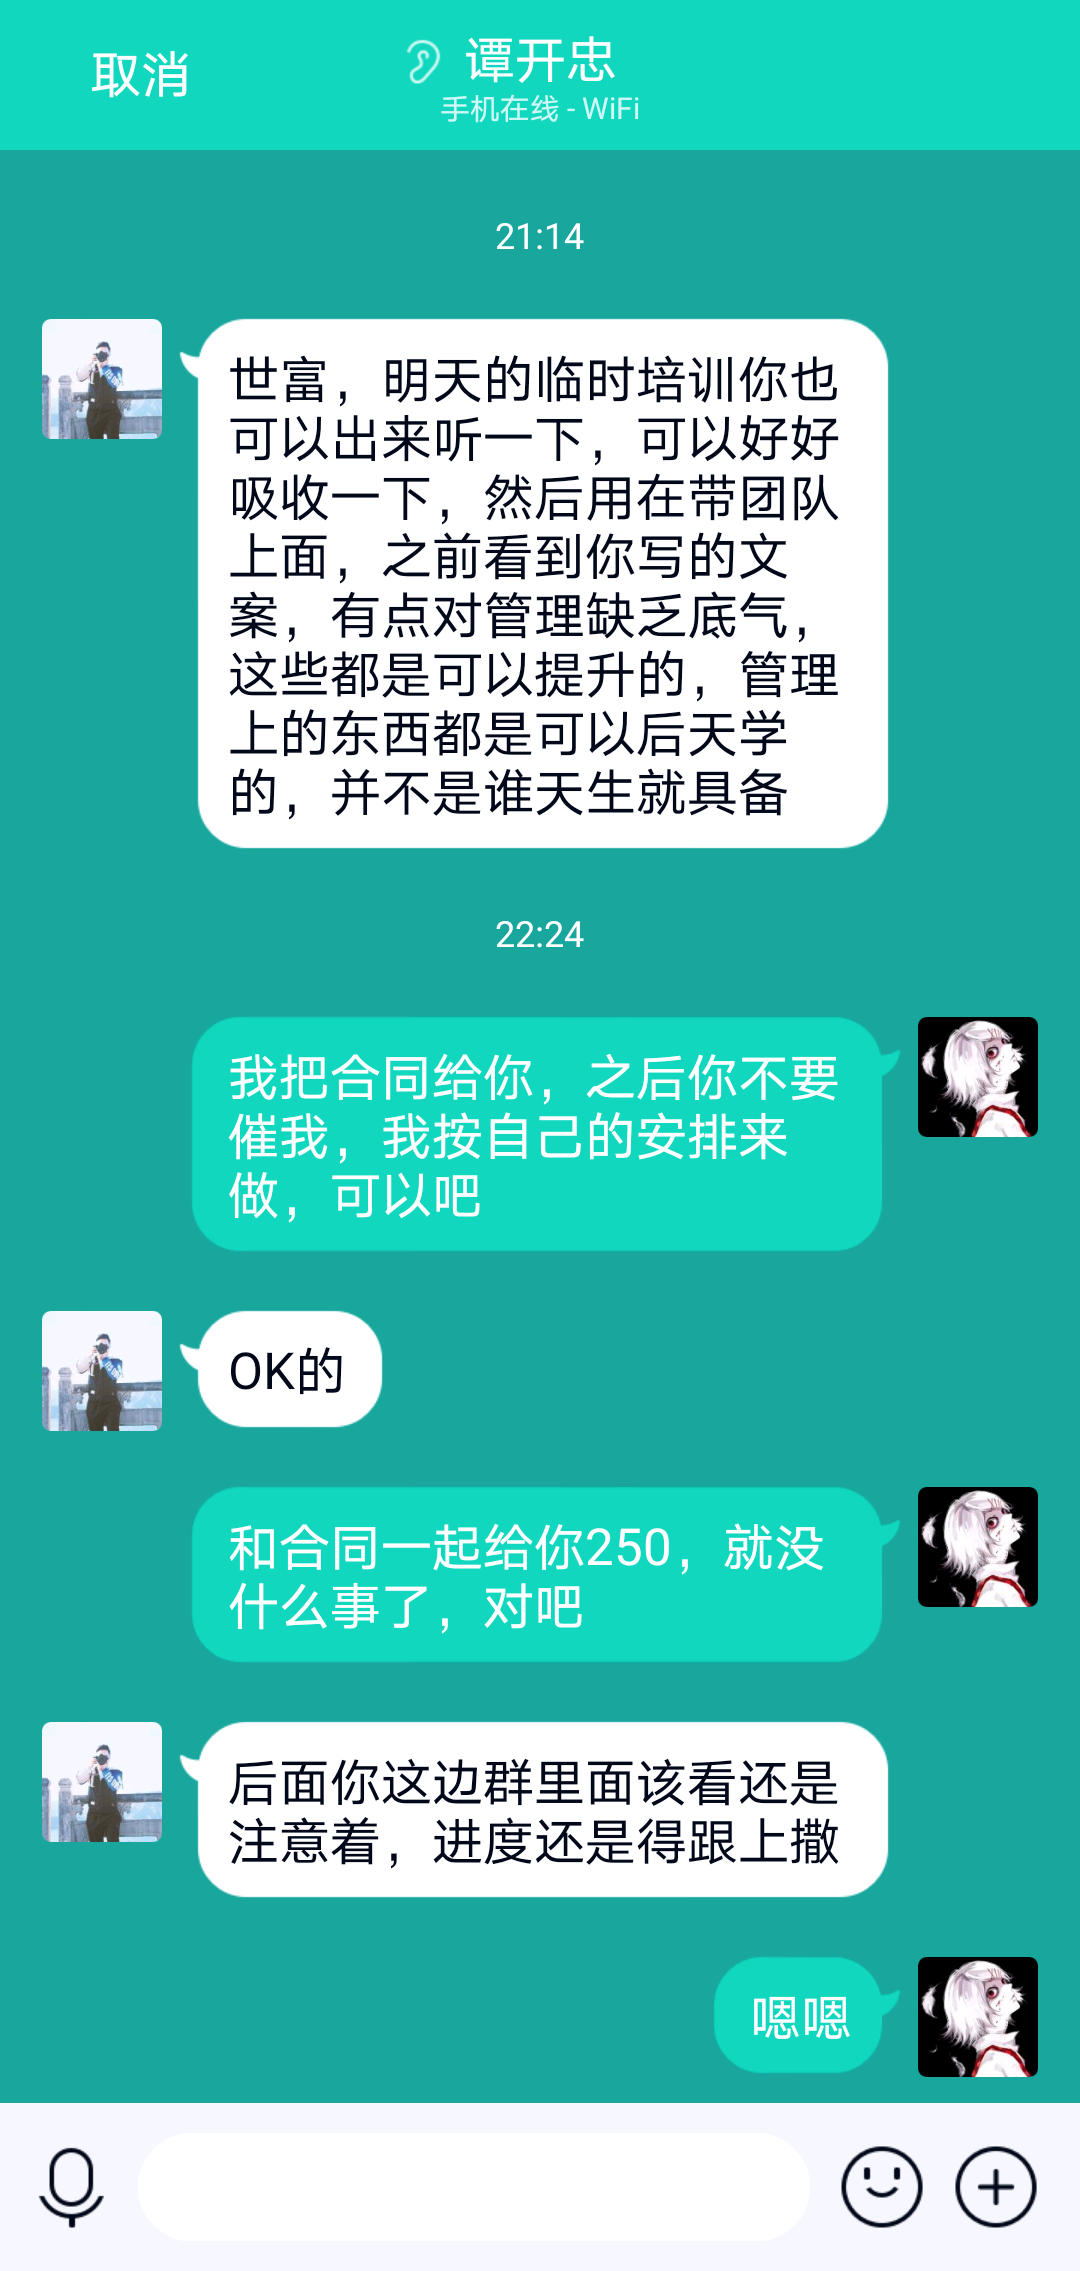 取消
谭开忠
手机在线 - WiFi
21:14
世富，明天的临时培训你也
可以出来听一下，可以好好
吸收一下，然后用在带团队
上面，之前看到你写的文
案，有点对管理缺乏底气，
这些都是可以提升的，管理
上的东西都是可以后天学
的，并不是谁天生就具备
22:24
我把合同给你，之后你不要
催我，我按自己的安排来
做，可以吧
OK的
和合同一起给你250，就没
什么事了，对吧
后面你这边群里面该看还是
注意着，进度还是得跟上撒
嗯嗯